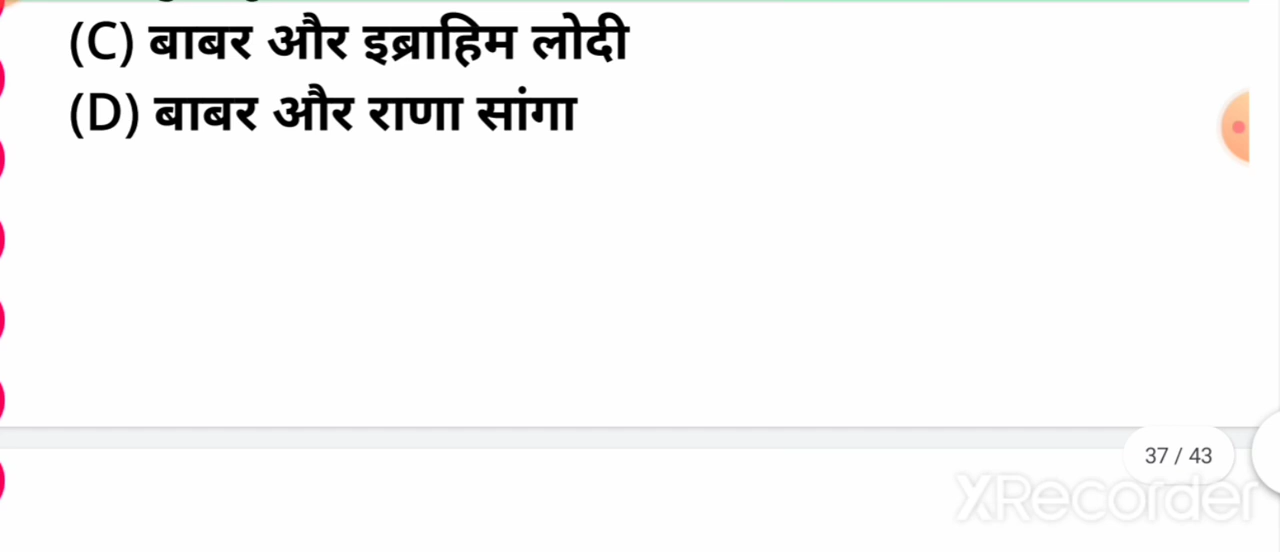 (C) बाबर और इब्राहिम लोदी
(D) बाबर और राणा सांगा
37 / 43
XRecorder